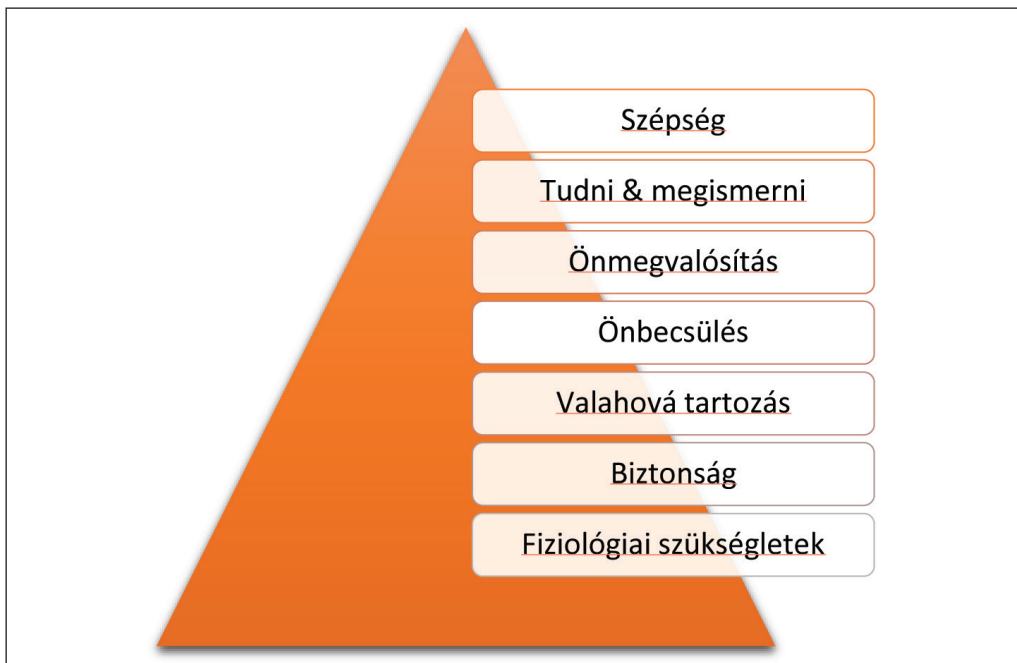 Szépség
Tudni & megismerni
Önmegvalósítás
Önbecsülés
Valahová tartozás
Biztonság
Fiziológiai szükségletek